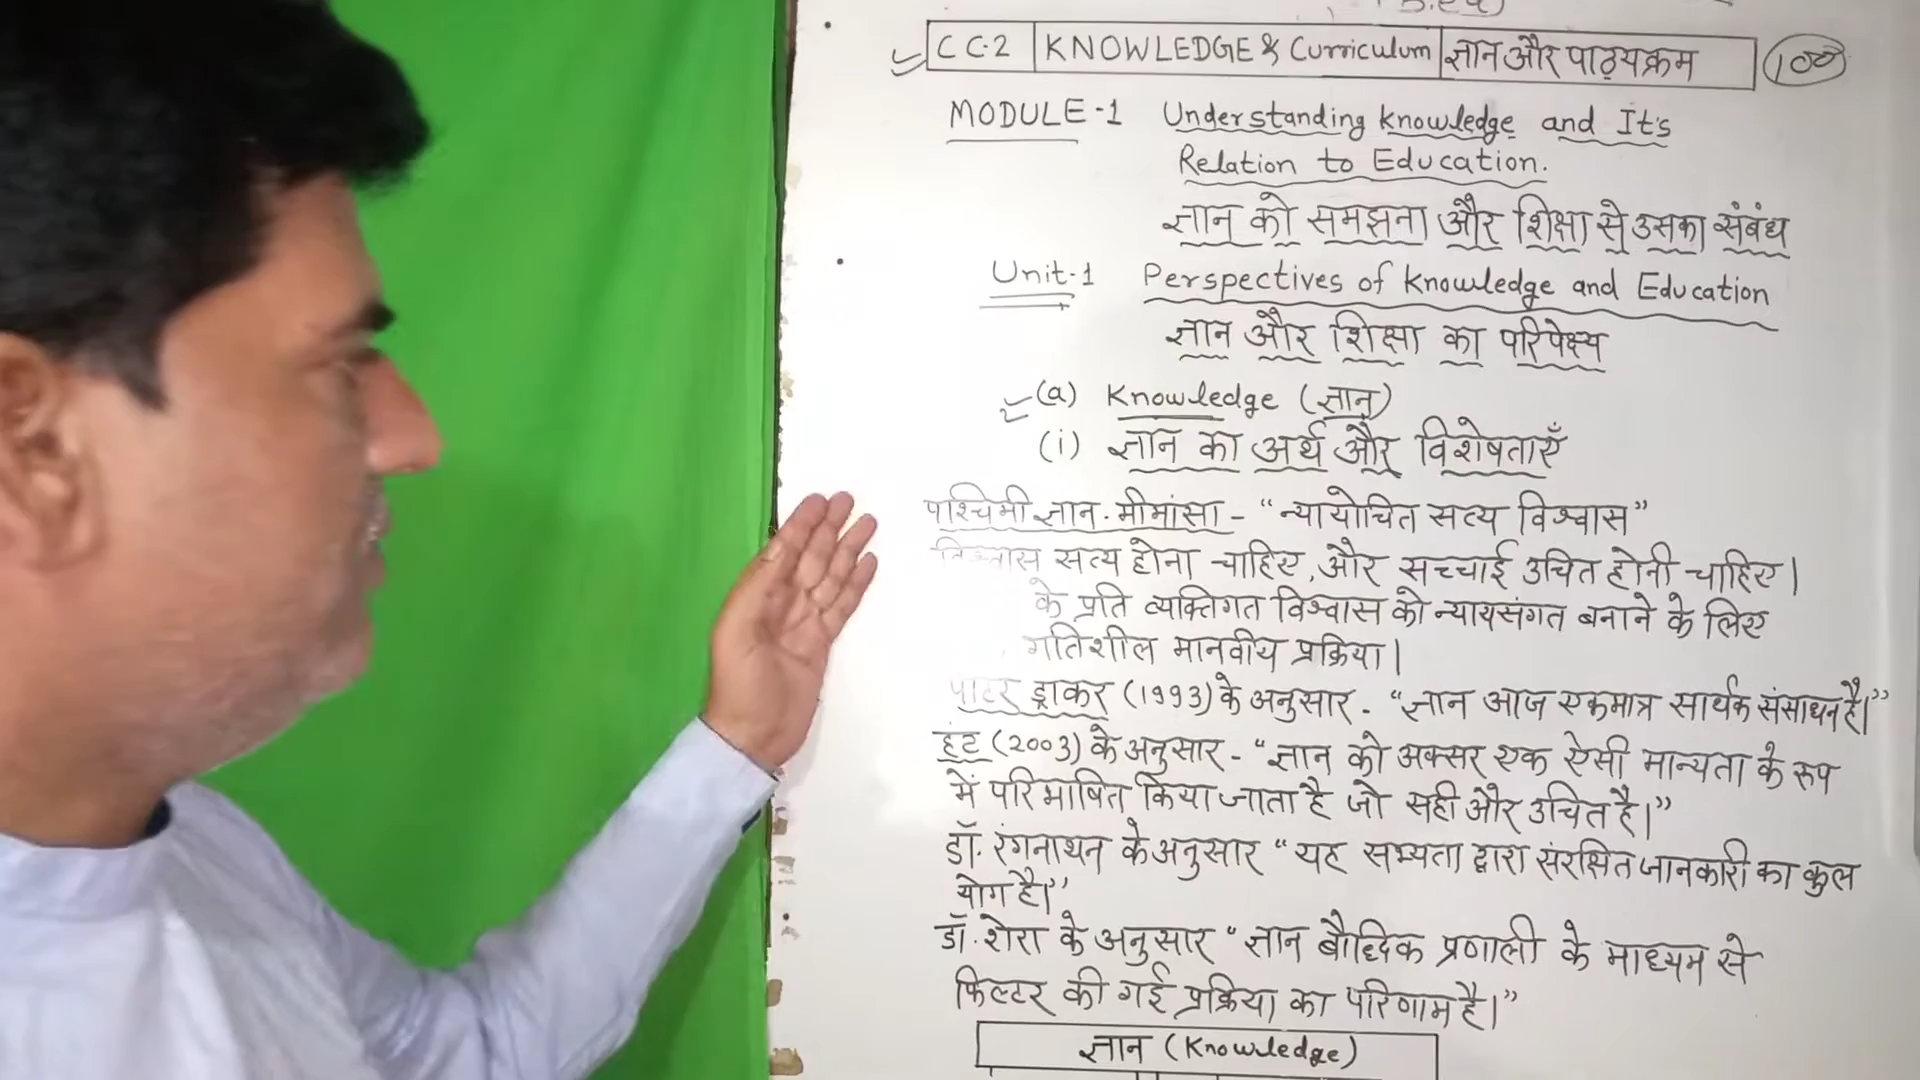 CC-2 KNOWLEDGE & Curriculum ज्ञान और पाठ्यक्रम 100
MODULE-1 Understanding knowledge and It's
Relation to Education.
ज्ञान को समझना और शिक्षा से उसका संबंध
Unit-1 Perspectives of Knowledge and Education
ज्ञान और शिक्षा का परिपेक्ष्य
(a) Knowledge (ज्ञान)
(i) ज्ञान का अर्थ और विशेषताएँ
पश्चिमी ज्ञान-मीमांसा - “न्यायोचित सत्य विश्वास”
सत्य होना चाहिए, और सच्चाई उचित होनी चाहिए।
के प्रति व्यक्तिगत विश्वास को न्यायसंगत बनाने के लिए
गतिशील मानवीय प्रक्रिया।
पीटर ड्राकर (1993) के अनुसार - “ज्ञान आज एकमात्र सार्थक संसाधन है।”
हंट (2003) के अनुसार - “ज्ञान को अक्सर एक ऐसी मान्यता के रूप
में परिभाषित किया जाता है जो सही और उचित है।”
डॉ. रंगनाथन के अनुसार “यह सभ्यता द्वारा संरक्षित जानकारी का कुल
योग है।”
डॉ. शेरा के अनुसार “ज्ञान बौद्धिक प्रणाली के माध्यम से
फिल्टर की गई प्रक्रिया का परिणाम है।”
ज्ञान (Knowledge)